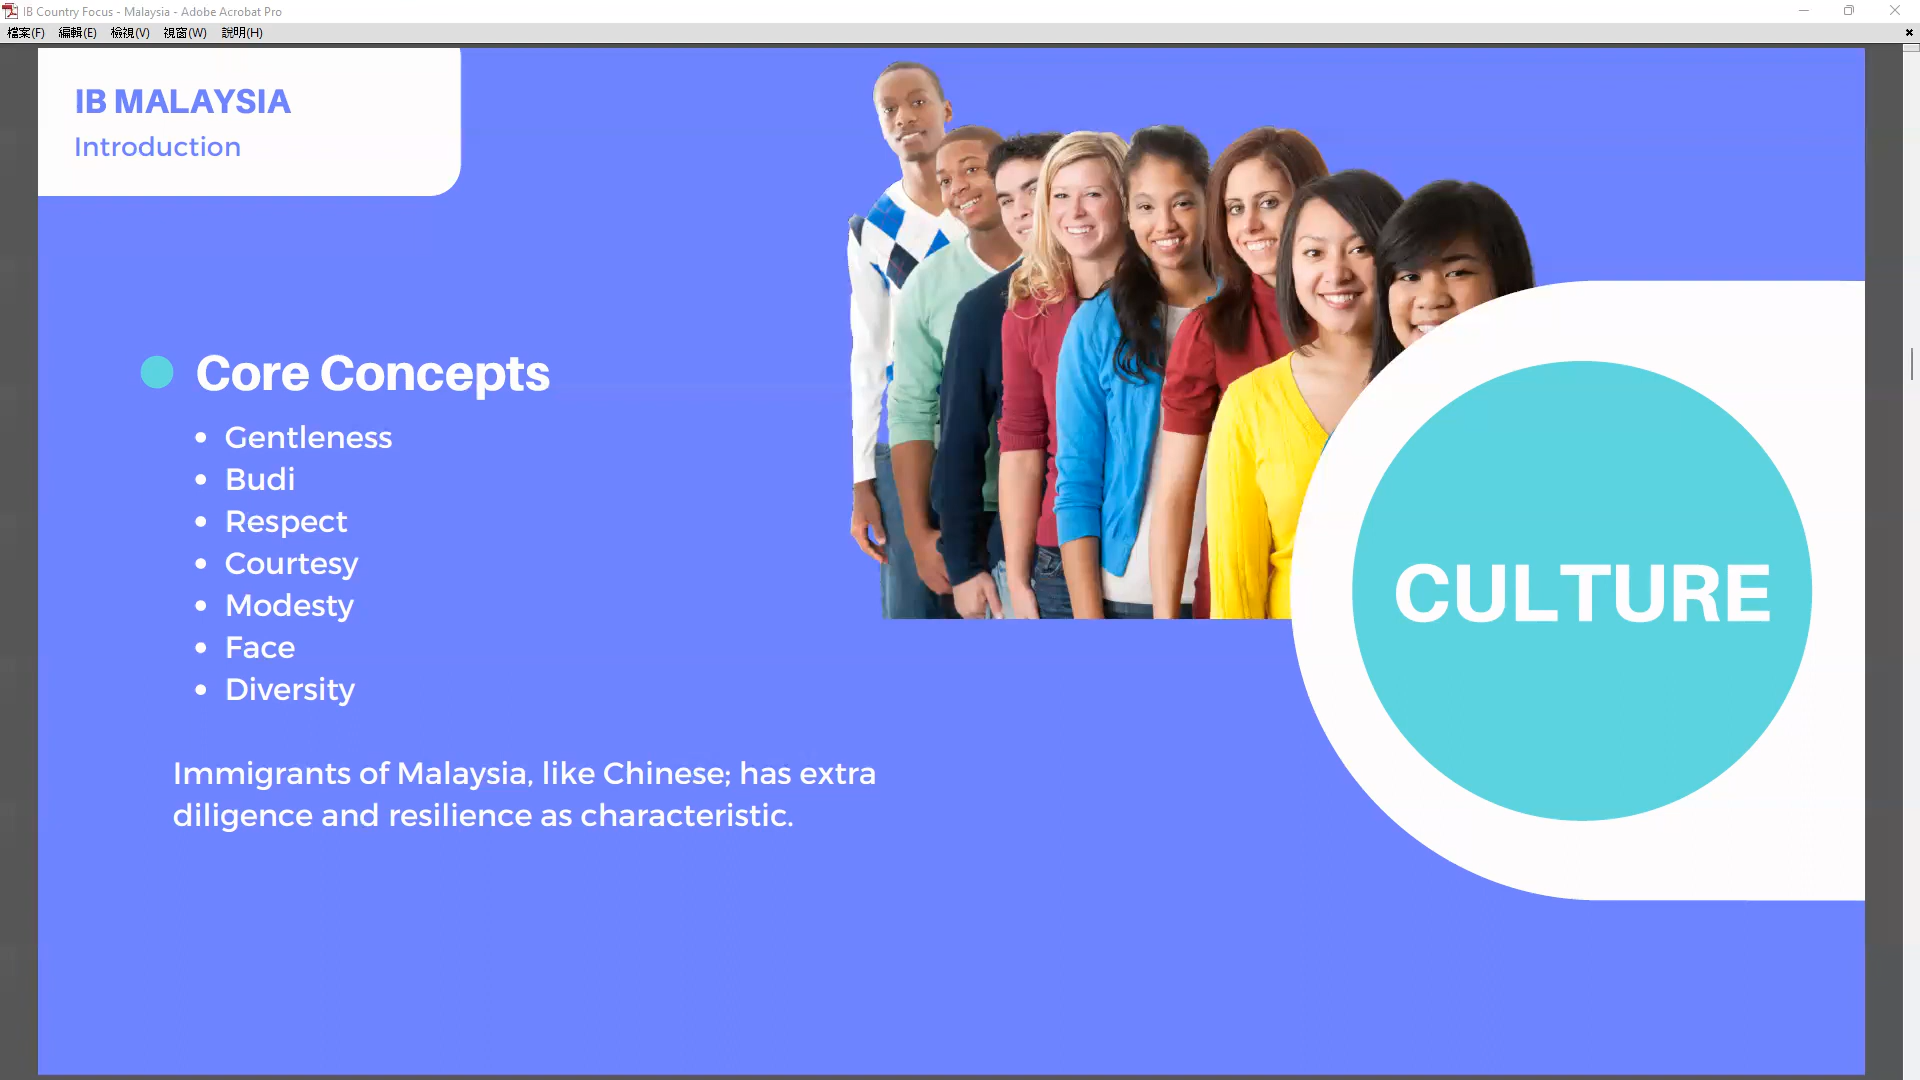 IB Country Focus - Malaysia - Adobe Acrobat Pro
檔案(F) 編輯(E) 檢視(V) 視窗(W) 說明(H)
IB MALAYSIA
Introduction
Core Concepts
• Gentleness
• Budi
• Respect
• Courtesy
• Modesty
• Face
• Diversity
Immigrants of Malaysia, like Chinese; has extra
diligence and resilience as characteristic.
CULTURE